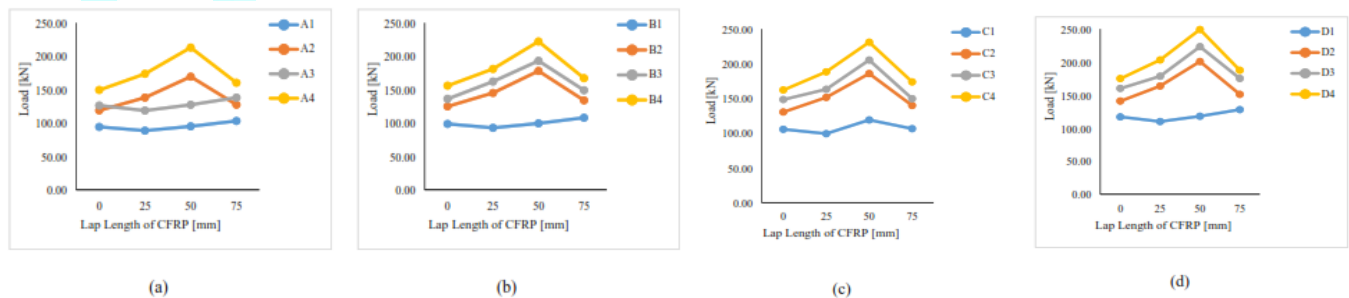 250.00
200.00
150.00
100.00
50.00
0.00
Load [kN]
0 25 50 75
Lap Length of CFRP [mm]
A1
A2
A3
A4
(a)
250.00
200.00
150.00
100.00
50.00
0.00
Load [kN]
0 25 50 75
Lap Length of CFRP [mm]
B1
B2
B3
B4
(b)
250.00
200.00
150.00
100.00
50.00
0.00
Load [kN]
0 25 50 75
Lap Length of CFRP [mm]
C1
C2
C3
C4
(c)
250.00
200.00
150.00
100.00
50.00
0.00
Load [kN]
0 25 50 75
Lap Length of CFRP [mm]
D1
D2
D3
D4
(d)